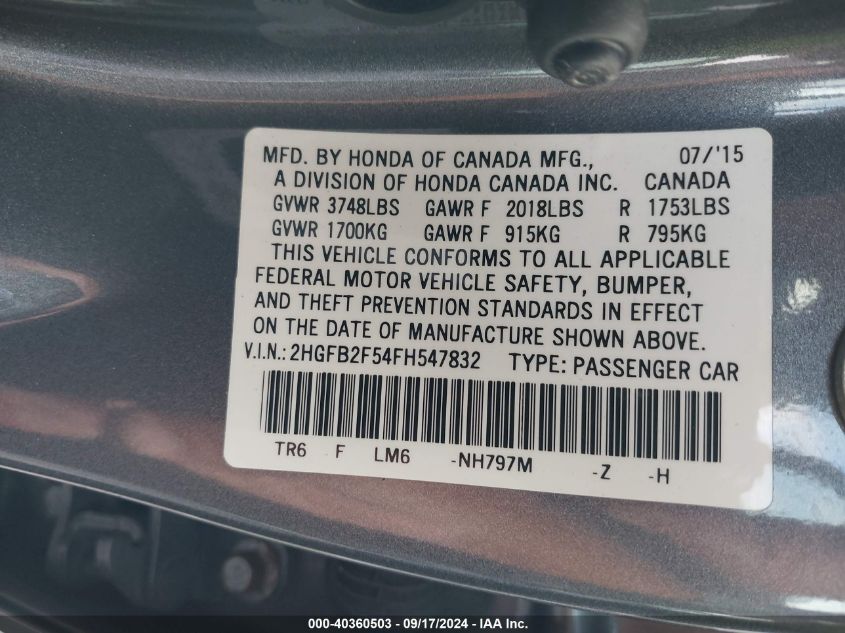 MFD. BY HONDA OF CANADA MFG., 07/'15
A DIVISION OF HONDA CANADA INC. CANADA
GVWR 3748LBS GAWR F 2018LBS R 1753LBS
GVWR 1700KG GAWR F 915KG R 795KG
THIS VEHICLE CONFORMS TO ALL APPLICABLE
FEDERAL MOTOR VEHICLE SAFETY, BUMPER,
AND THEFT PREVENTION STANDARDS IN EFFECT
ON THE DATE OF MANUFACTURE SHOWN ABOVE.
V.I.N.: 2HGFB2F54FH547832 TYPE: PASSENGER CAR
TR6 F LM6 -NH797M -Z -H
000-40360503 - 09/17/2024 - IAA Inc.